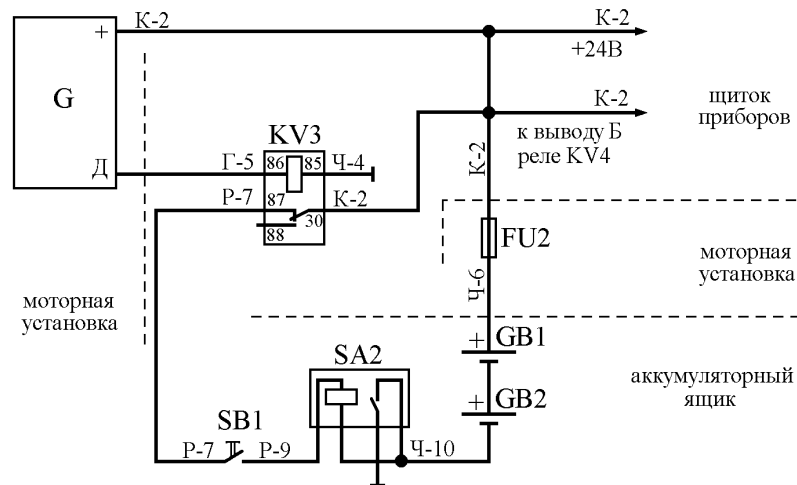 К-2
К-2
+
+24В
G
К-2
щиток
приборов
KV3
к выводу Б
реле KV4
К-2
Д
Г-5
86
85
Ч-4
Р-7
87
К-2
30
88
FU2
моторная
установка
Ч-6
моторная
установка
+
GB1
SA2
аккумуляторный
ящик
+
GB2
SB1
Р-7
Р-9
Ч-10